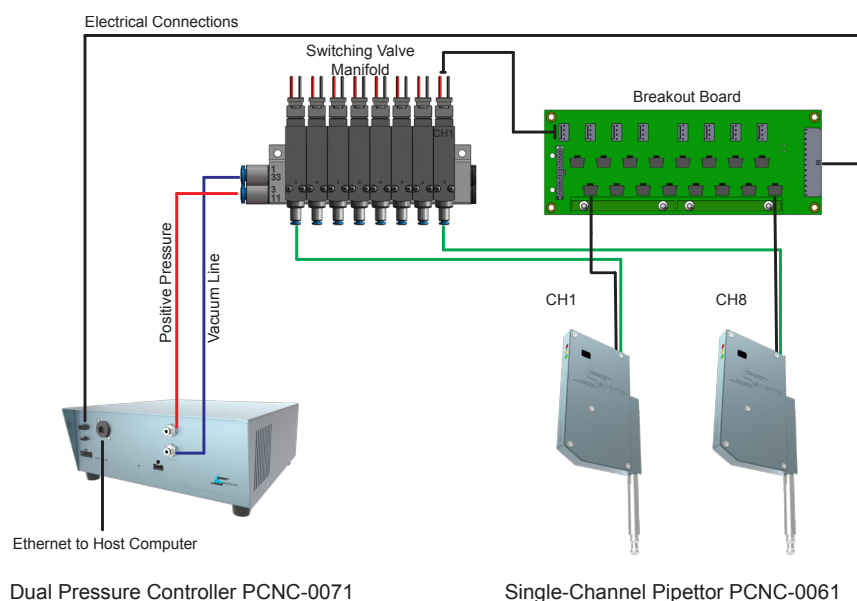 Electrical Connections
Switching Valve
Manifold
CH1
Breakout Board
1
33
3
11
Positive Pressure
Vacuum Line
CH1
CH8
Ethernet to Host Computer
Dual Pressure Controller PCNC-0071
Single-Channel Pipettor PCNC-0061